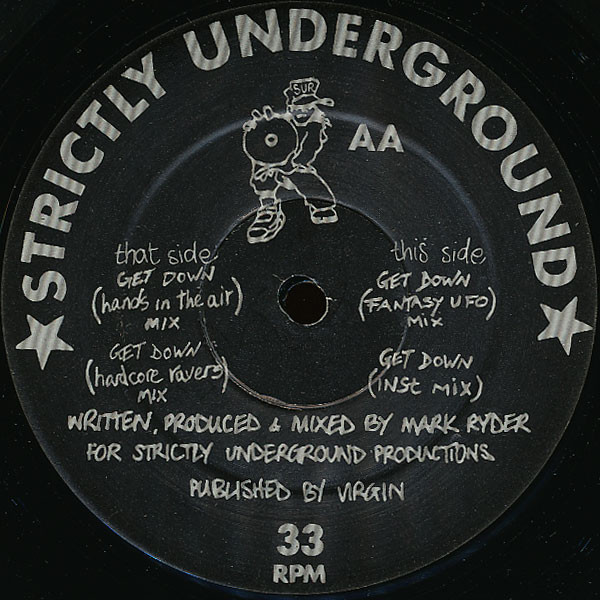 STRICTLY UNDERGROUND
SUR
AA
that side
GET DOWN
(hands in the air)
MIX
GET DOWN
(hardcore ravers)
MIX
this side
GET DOWN
(FANTASY UFO)
MIX
GET DOWN
(INST MIX)
WRITTEN, PRODUCED & MIXED BY MARK RYDER
FOR STRICTLY UNDERGROUND PRODUCTIONS
PUBLISHED BY VIRGIN
33
RPM